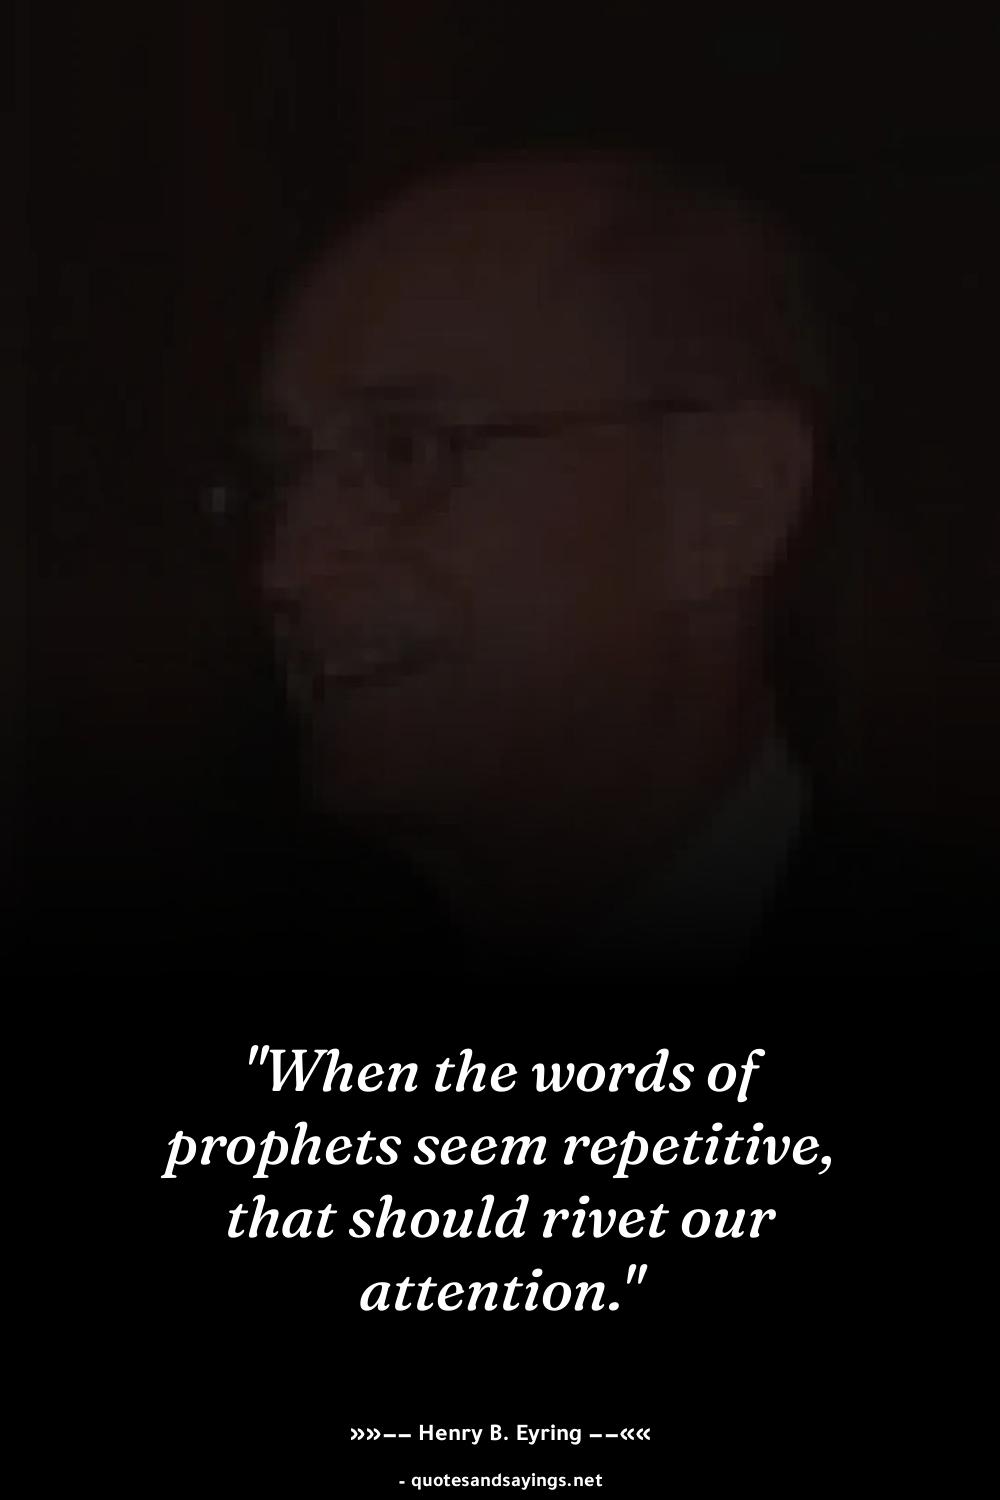 "When the words of
prophets seem repetitive,
that should rivet our
attention."
»»–– Henry B. Eyring ––««
- quotesandsayings.net